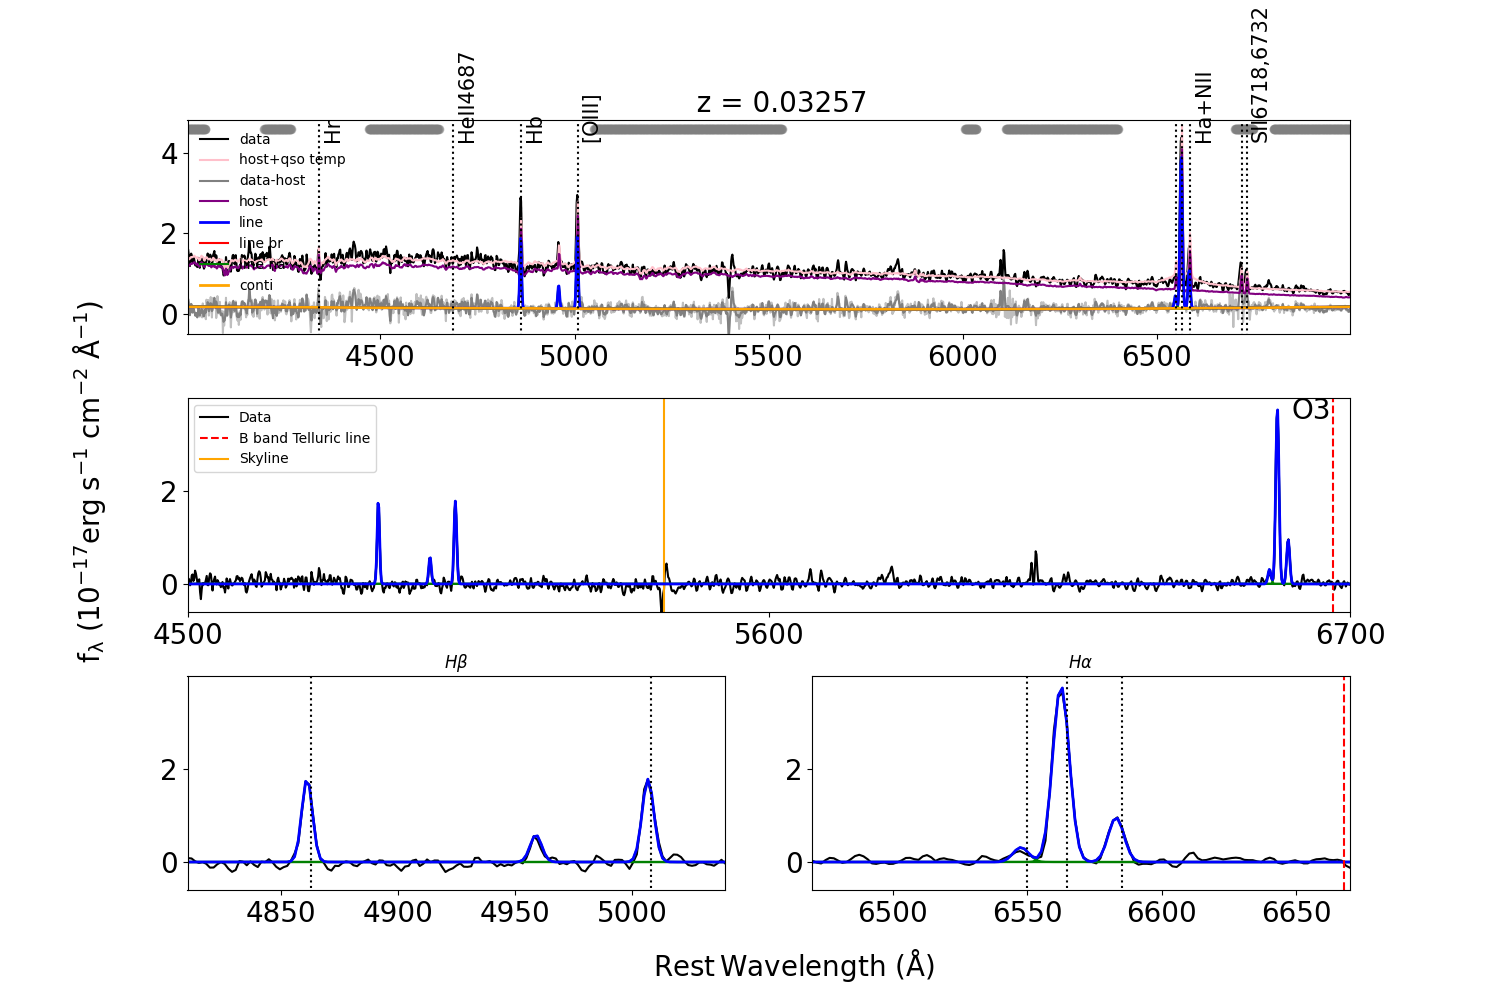 z = 0.03257
Hr
HeII4687
Hb
[OIII]
Ha+NII
SII6718,6732
data
host+qso temp
data-host
host
line
line br
conti
4
2
0
4500
5000
5500
6000
6500
f_λ (10⁻¹⁷erg s⁻¹ cm⁻² Å⁻¹)
Data
B band Telluric line
Skyline
O3
2
0
4500
5600
6700
Hβ
2
0
4850
4900
4950
5000
Hα
2
0
6500
6550
6600
6650
Rest Wavelength (Å)